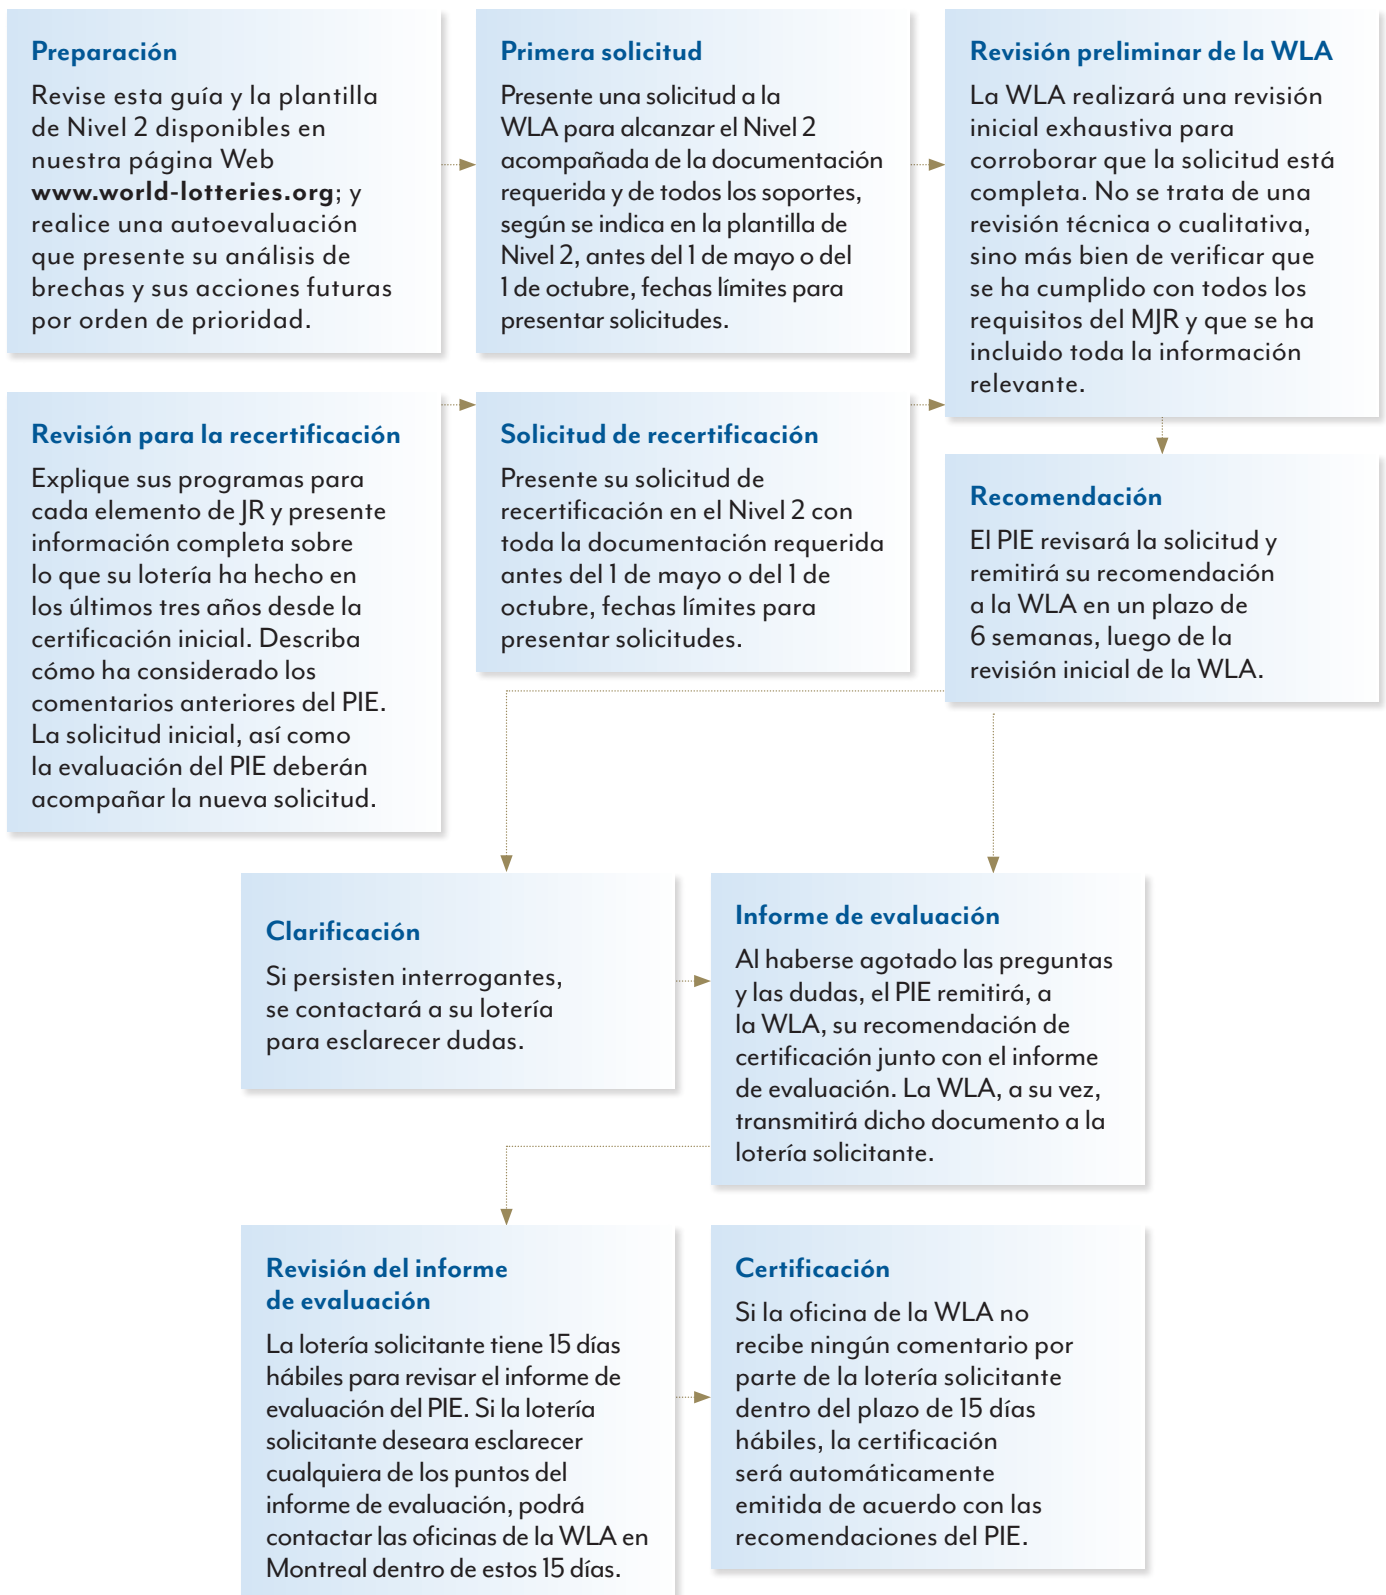 Preparación
Revise esta guía y la plantilla
de Nivel 2 disponibles en
nuestra página Web
www.world-lotteries.org; y
realice una autoevaluación
que presente su análisis de
brechas y sus acciones futuras
por orden de prioridad.
Primera solicitud
Presente una solicitud a la
WLA para alcanzar el Nivel 2
acompañada de la documentación
requerida y de todos los soportes,
según se indica en la plantilla de
Nivel 2, antes del 1 de mayo o del
1 de octubre, fechas límites para
presentar solicitudes.
Revisión preliminar de la WLA
La WLA realizará una revisión
inicial exhaustiva para
corroborar que la solicitud está
completa. No se trata de una
revisión técnica o cualitativa,
sino más bien de verificar que
se ha cumplido con todos los
requisitos del MJR y que se ha
incluido toda la información
relevante.
Revisión para la recertificación
Explique sus programas para
cada elemento de JR y presente
información completa sobre
lo que su lotería ha hecho en
los últimos tres años desde la
certificación inicial. Describa
cómo ha considerado los
comentarios anteriores del PIE.
La solicitud inicial, así como
la evaluación del PIE deberán
acompañar la nueva solicitud.
Solicitud de recertificación
Presente su solicitud de
recertificación en el Nivel 2 con
toda la documentación requerida
antes del 1 de mayo o del 1 de
octubre, fechas límites para
presentar solicitudes.
Recomendación
El PIE revisará la solicitud y
remitirá su recomendación
a la WLA en un plazo de
6 semanas, luego de la
revisión inicial de la WLA.
Clarificación
Si persisten interrogantes,
se contactará a su lotería
para esclarecer dudas.
Informe de evaluación
Al haberse agotado las preguntas
y las dudas, el PIE remitirá, a
la WLA, su recomendación de
certificación junto con el informe
de evaluación. La WLA, a su vez,
transmitirá dicho documento a la
lotería solicitante.
Revisión del informe
de evaluación
La lotería solicitante tiene 15 días
hábiles para revisar el informe de
evaluación del PIE. Si la lotería
solicitante deseara esclarecer
cualquiera de los puntos del
informe de evaluación, podrá
contactar las oficinas de la WLA en
Montreal dentro de estos 15 días.
Certificación
Si la oficina de la WLA no
recibe ningún comentario por
parte de la lotería solicitante
dentro del plazo de 15 días
hábiles, la certificación
será automáticamente
emitida de acuerdo con las
recomendaciones del PIE.